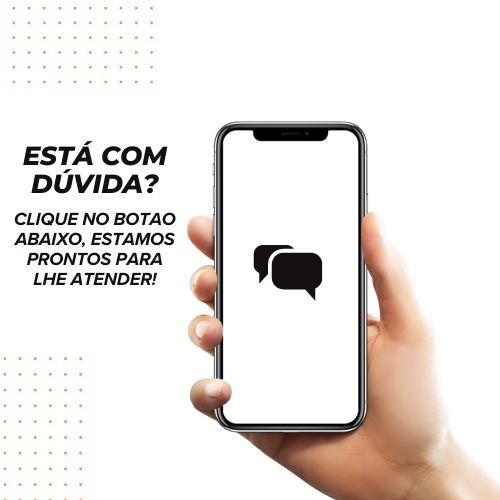 ESTÁ COM
DÚVIDA?
CLIQUE NO BOTAO
ABAIXO, ESTAMOS
PRONTOS PARA
LHE ATENDER!